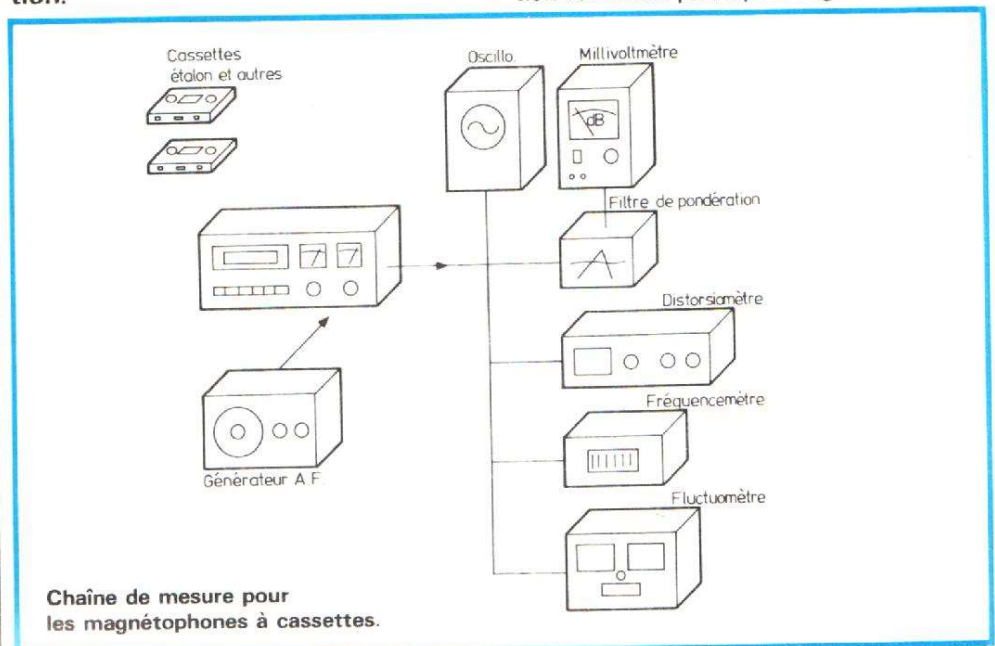 tion.
Cassettes
étalon et autres
Oscillo.
Millivoltmètre
dB
Filtre de pondération
Distorsiomètre
Fréquencemètre
Fluctuomètre
Générateur A.F.
Chaîne de mesure pour
les magnétophones à cassettes.